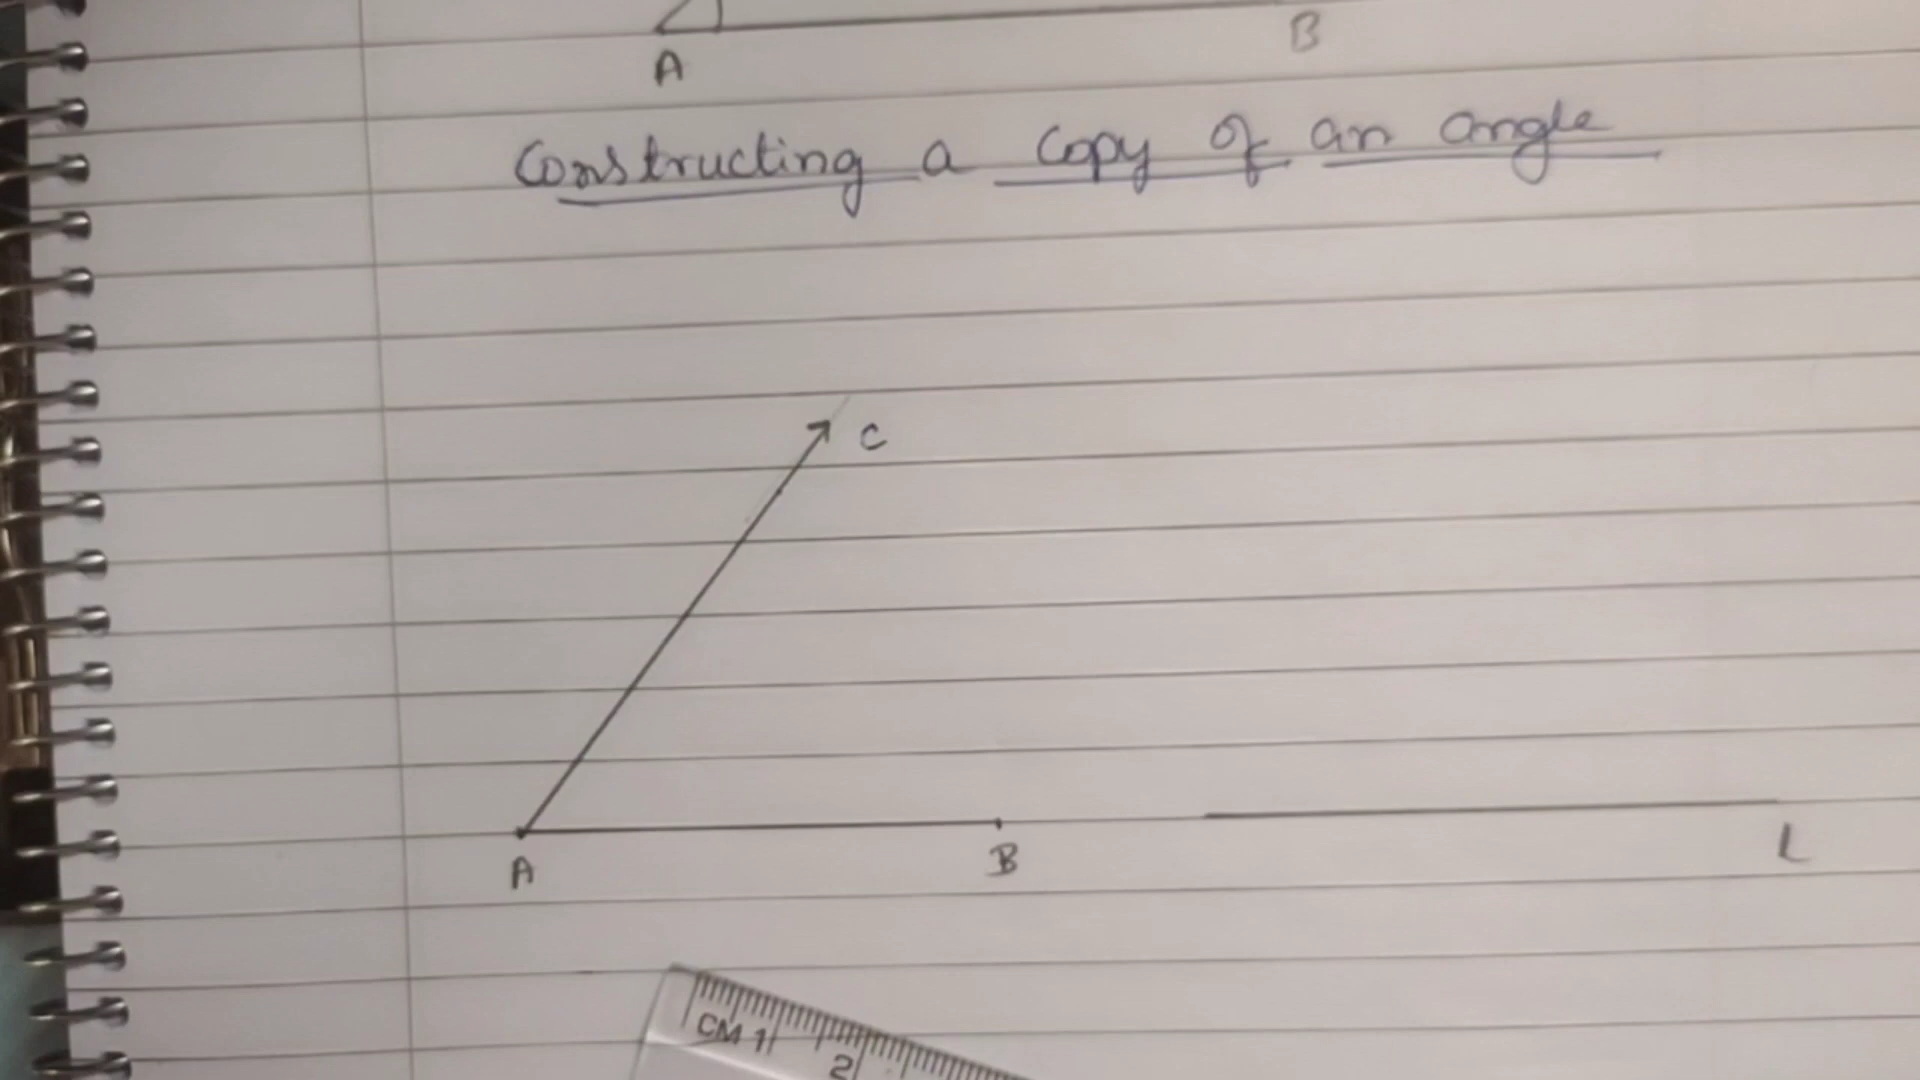 A B
Constructing a copy of an angle
C
A B L
CM 1 2